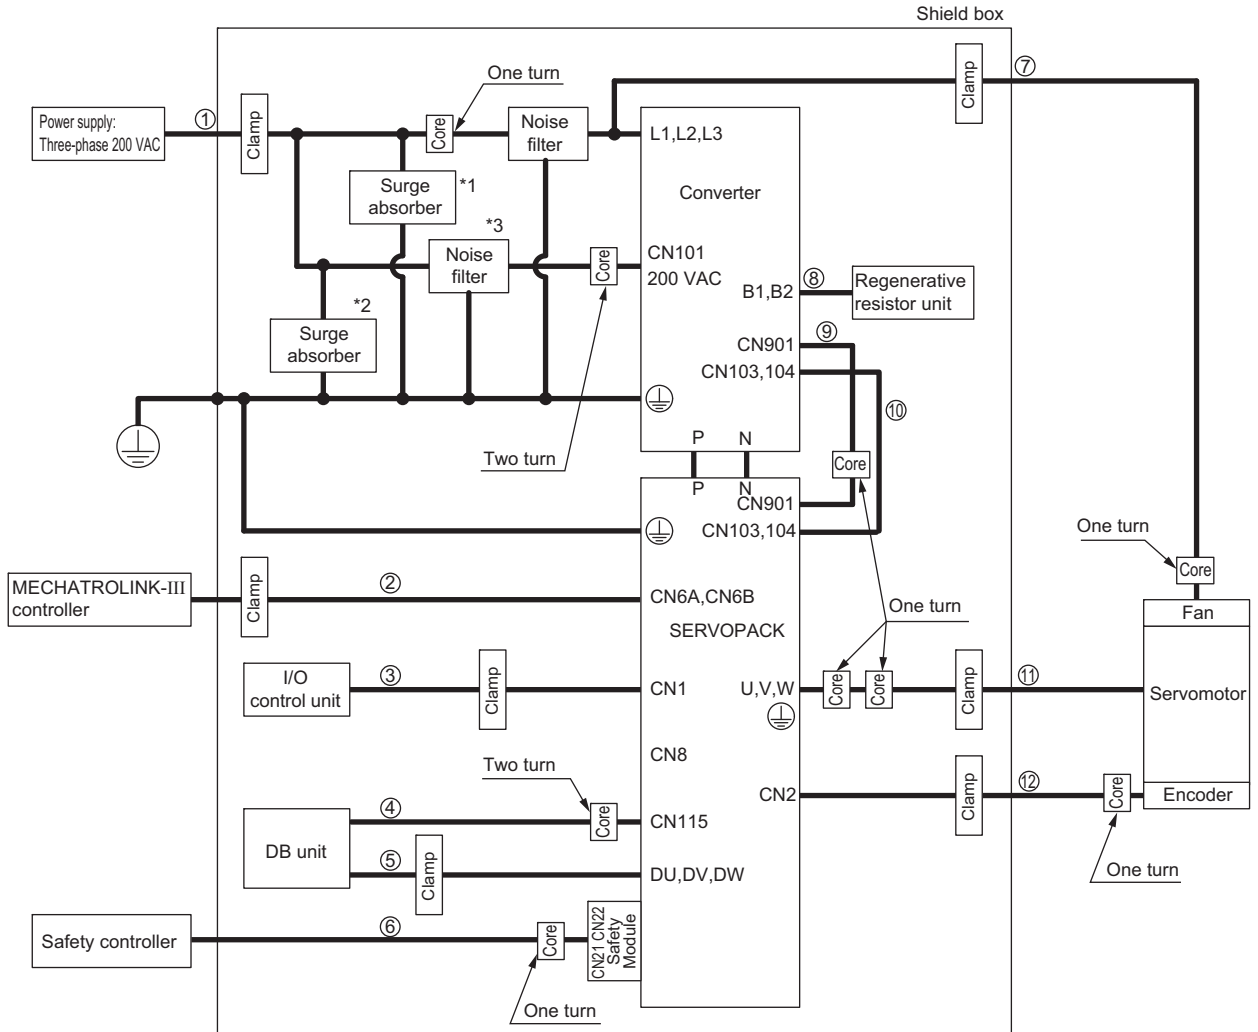 Shield box
⑦
Clamp
One turn
①
Power supply:
Three-phase 200 VAC
Clamp
Core
Noise
filter
L1,L2,L3
Surge
absorber
*1
Converter
*3
Noise
filter
Core
CN101
200 VAC
⑧
B1,B2
Regenerative
resistor unit
*2
Surge
absorber
⑨
CN901
CN103,104
⑩
P
N
Two turn
Core
P
N
CN901
CN103,104
One turn
Core
MECHATROLINK-III
controller
Clamp
②
CN6A,CN6B
SERVOPACK
One turn
Fan
I/O
control unit
③
Clamp
CN1
U,V,W
Core
Core
Clamp
⑪
Servomotor
CN8
Two turn
CN2
Clamp
⑫
Core
Encoder
DB unit
④
Core
CN115
⑤
Clamp
DU,DV,DW
One turn
Safety controller
⑥
Core
CN21 CN22
Safety
Module
One turn